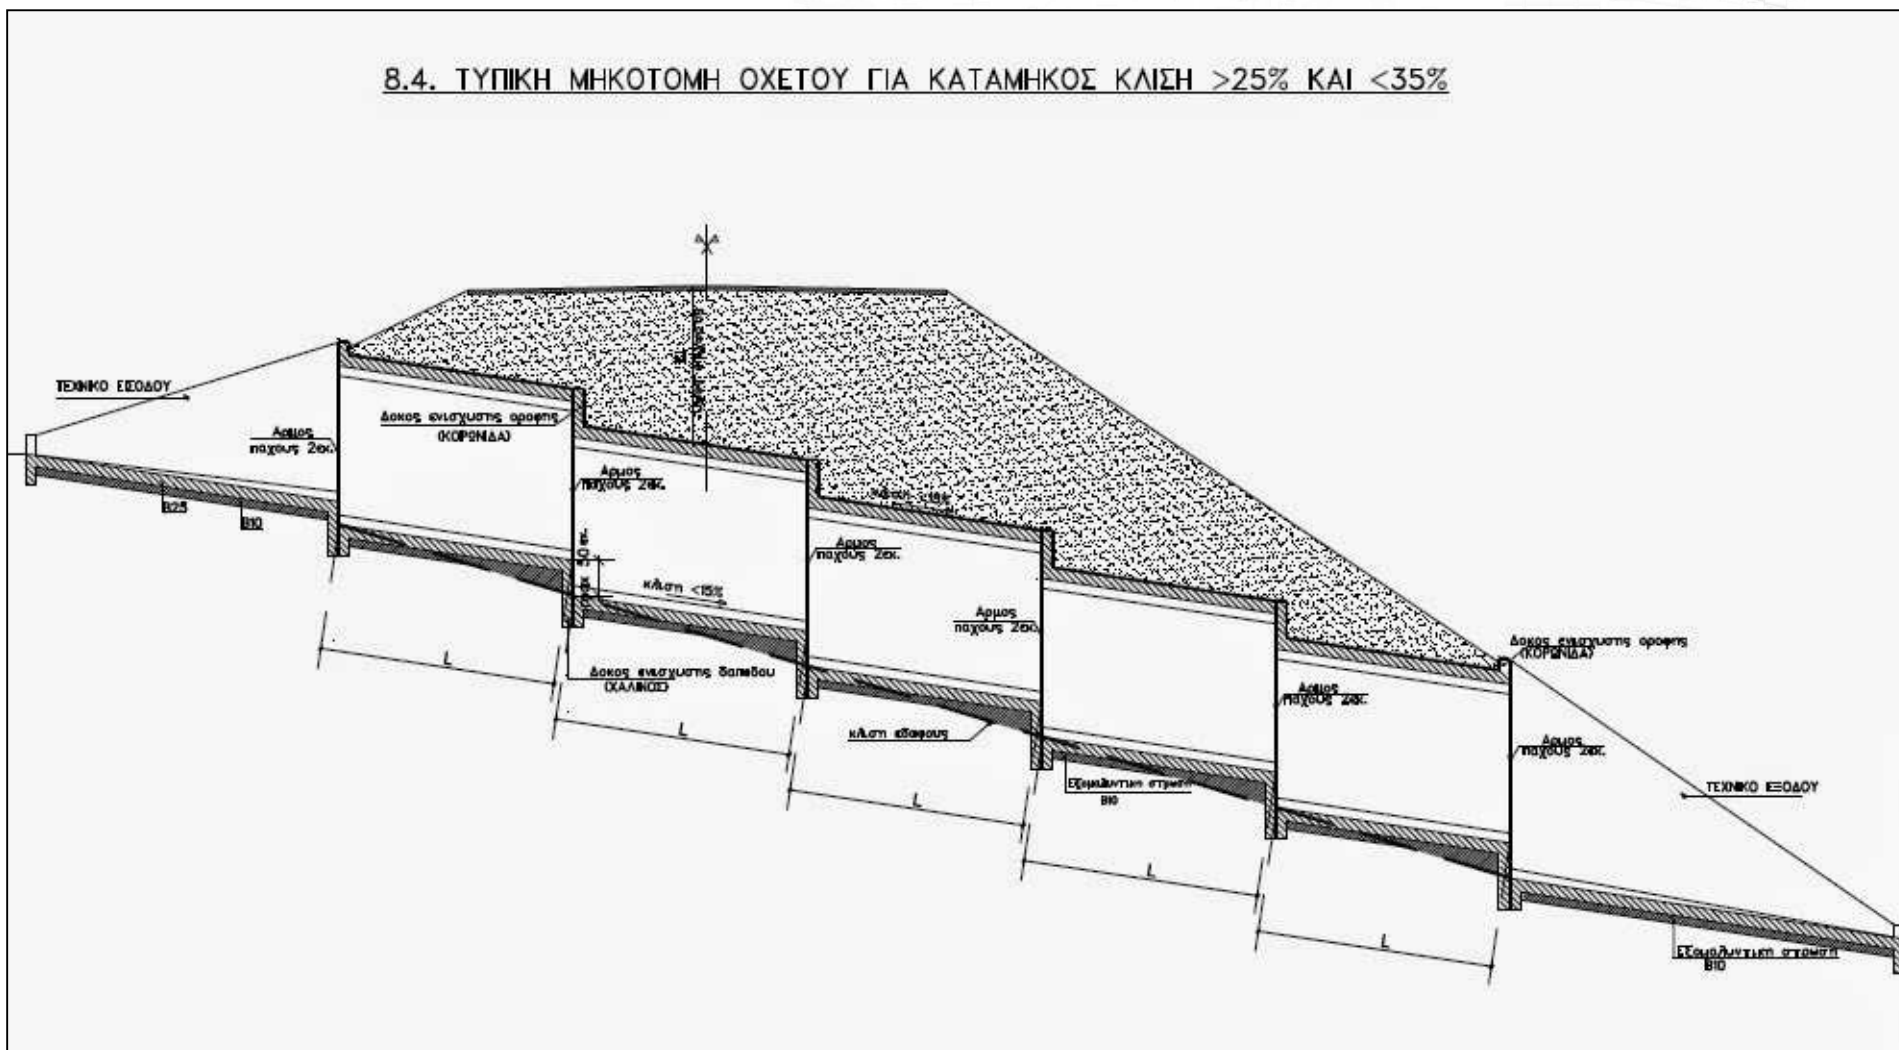 8.4. ΤΥΠΙΚΗ ΜΗΚΟΤΟΜΗ ΟΧΕΤΟΥ ΓΙΑ ΚΑΤΑΜΗΚΟΣ ΚΛΙΣΗ >25% ΚΑΙ <35%
ΤΕΧΝΙΚΟ ΕΙΣΟΔΟΥ
Δοκος ενισχυσης οροφης
(ΚΟΡΩΝΙΔΑ)
Αρμος
παχους 2εκ.
Αρμος
παχους 2εκ.
B25
B10
Αρμος
παχους 2εκ.
max 50 εκ.
κλιση <15%
Αρμος
παχους 2εκ.
Δοκος ενισχυσης οροφης
(ΚΟΡΩΝΙΔΑ)
L
Δοκος ενισχυσης δαπεδου
(ΧΑΛΙΝΟΣ)
Αρμος
παχους 2εκ.
L
κλιση εδαφους
Αρμος
παχους 2εκ.
Εξομαλυντικη στρωση
B10
ΤΕΧΝΙΚΟ ΕΞΟΔΟΥ
L
L
L
Εξομαλυντικη στρωση
B10